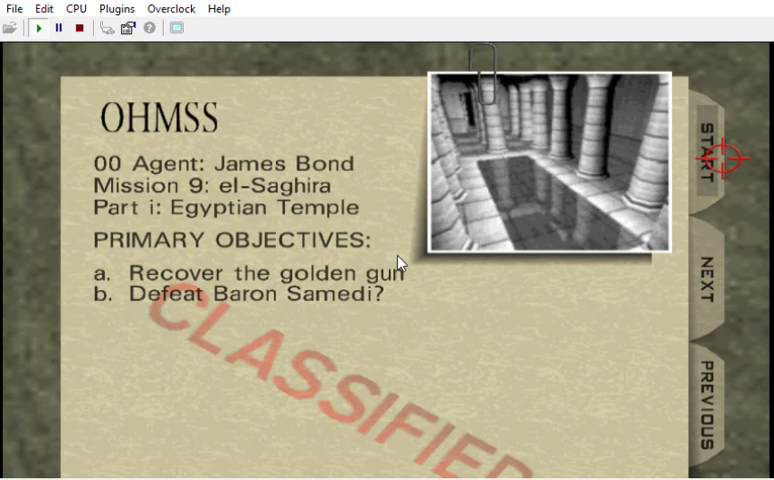 File Edit CPU Plugins Overclock Help
OHMSS
00 Agent: James Bond
Mission 9: el-Saghira
Part i: Egyptian Temple
PRIMARY OBJECTIVES:
a. Recover the golden gun
b. Defeat Baron Samedi?
CLASSIFIED
START
NEXT
PREVIOUS